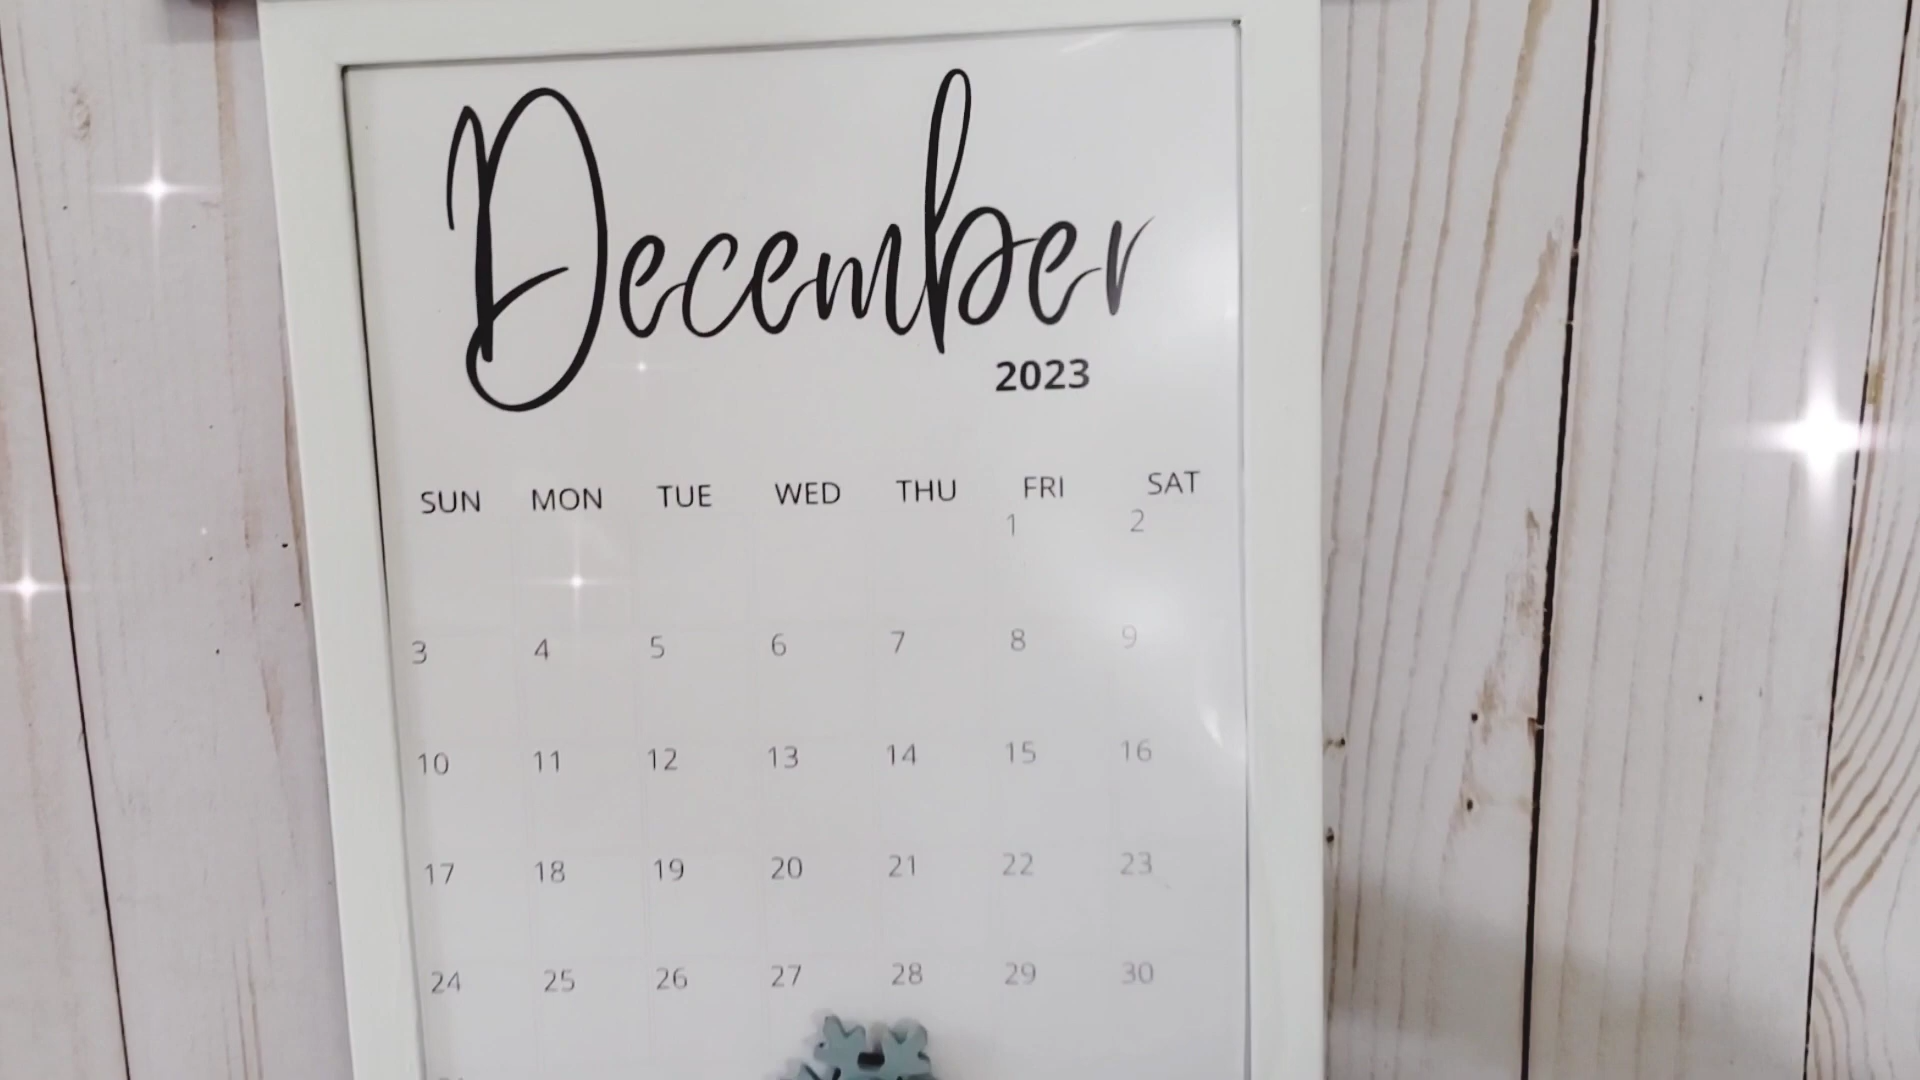 December
2023
SUN MON TUE WED THU FRI SAT
1 2
3 4 5 6 7 8 9
10 11 12 13 14 15 16
17 18 19 20 21 22 23
24 25 26 27 28 29 30